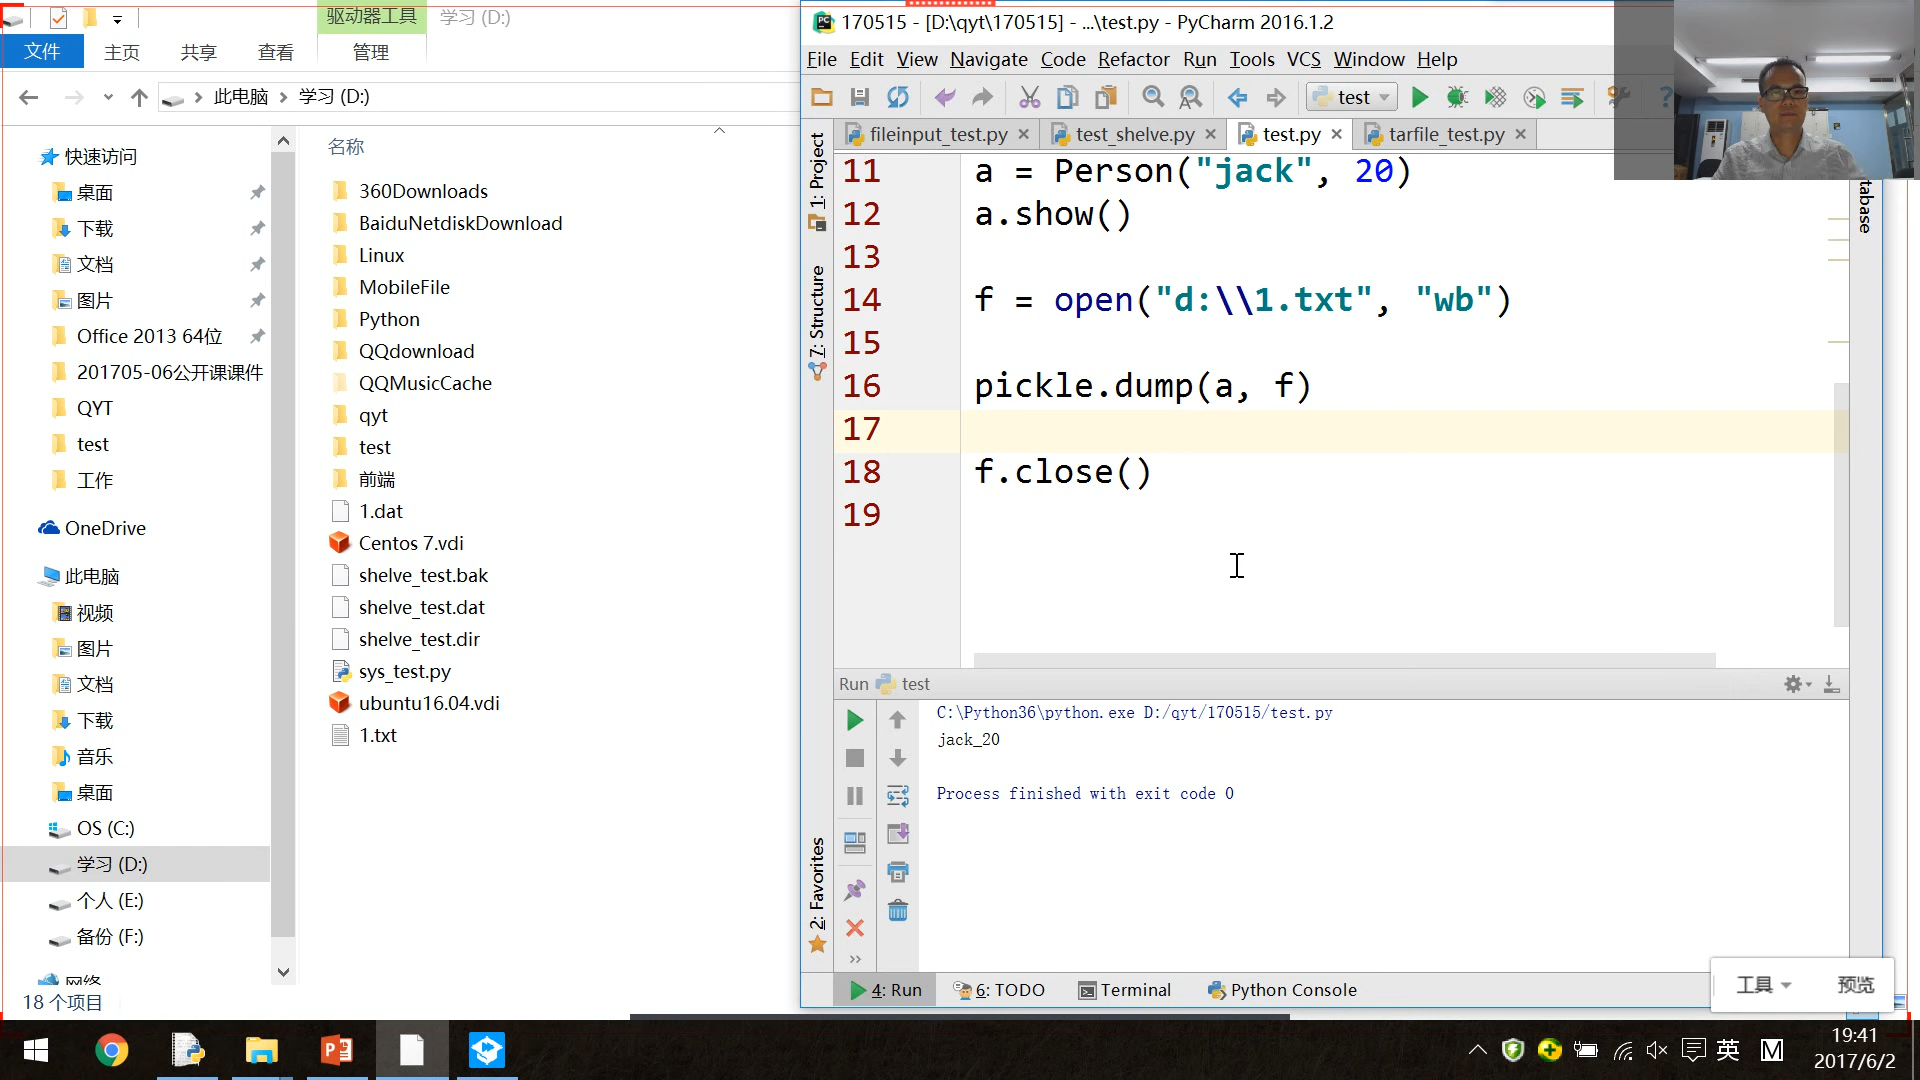 驱动器工具
学习 (D:)
文件
主页
共享
查看
管理
此电脑
学习 (D:)
快速访问
桌面
下载
文档
图片
Office 2013 64位
201705-06公开课课件
QYT
test
工作
OneDrive
此电脑
视频
图片
文档
下载
音乐
桌面
OS (C:)
学习 (D:)
个人 (E:)
备份 (F:)
网络
18 个项目
名称
360Downloads
BaiduNetdiskDownload
Linux
MobileFile
Python
QQdownload
QQMusicCache
qyt
test
前端
1.dat
Centos 7.vdi
shelve_test.bak
shelve_test.dat
shelve_test.dir
sys_test.py
ubuntu16.04.vdi
1.txt
170515 - [D:\qyt\170515] - ...\test.py - PyCharm 2016.1.2
File Edit View Navigate Code Refactor Run Tools VCS Window Help
test
fileinput_test.py
test_shelve.py
test.py
tarfile_test.py
1: Project
7: Structure
2: Favorites
11 a = Person("jack", 20)
12 a.show()
13
14 f = open("d:\\1.txt", "wb")
15
16 pickle.dump(a, f)
17
18 f.close()
19
tabase
Run test
C:\Python36\python.exe D:/qyt/170515/test.py
jack_20
Process finished with exit code 0
4: Run
6: TODO
Terminal
Python Console
工具
预览
英
M
19:41
2017/6/2